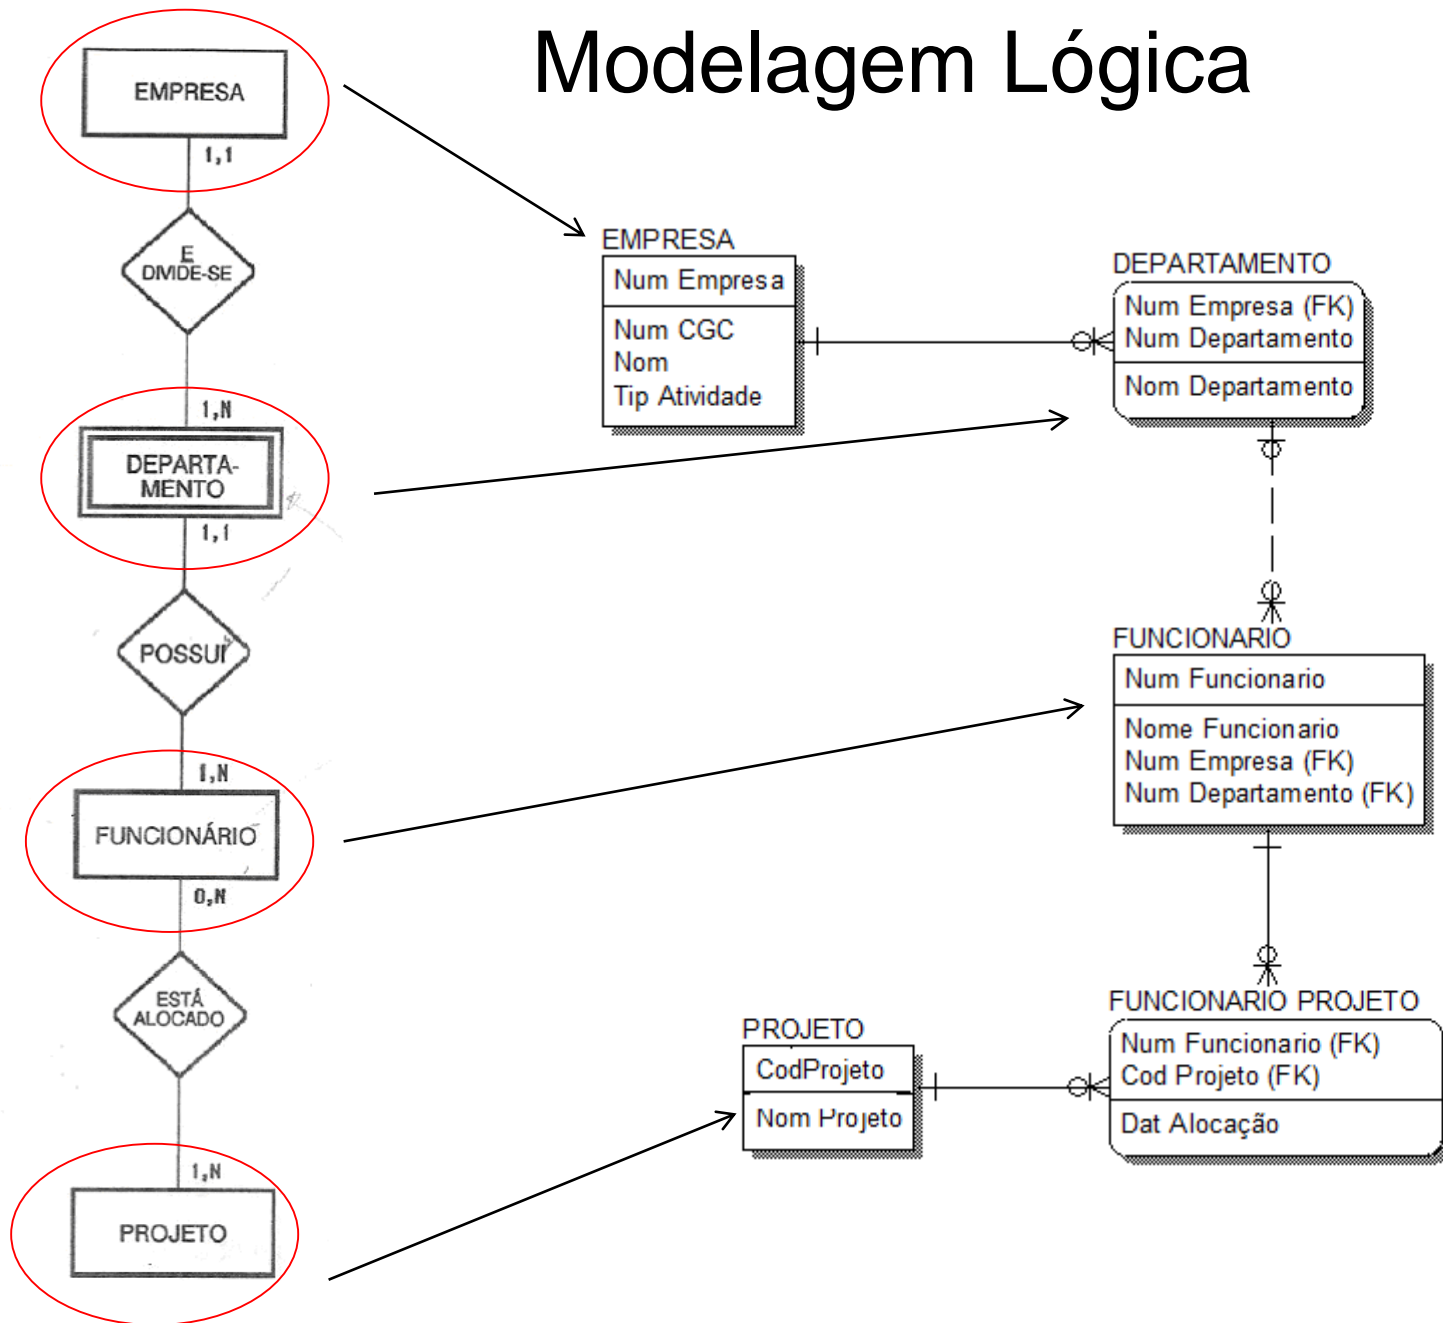 Modelagem Lógica
EMPRESA
1,1
E
DIVIDE-SE
1,N
DEPARTA-
MENTO
1,1
POSSUI
1,N
FUNCIONÁRIO
0,N
ESTÁ
ALOCADO
1,N
PROJETO
EMPRESA
Num Empresa
Num CGC
Nom
Tip Atividade
DEPARTAMENTO
Num Empresa (FK)
Num Departamento
Nom Departamento
FUNCIONARIO
Num Funcionario
Nome Funcionario
Num Empresa (FK)
Num Departamento (FK)
PROJETO
CodProjeto
Nom Projeto
FUNCIONARIO PROJETO
Num Funcionario (FK)
Cod Projeto (FK)
Dat Alocação